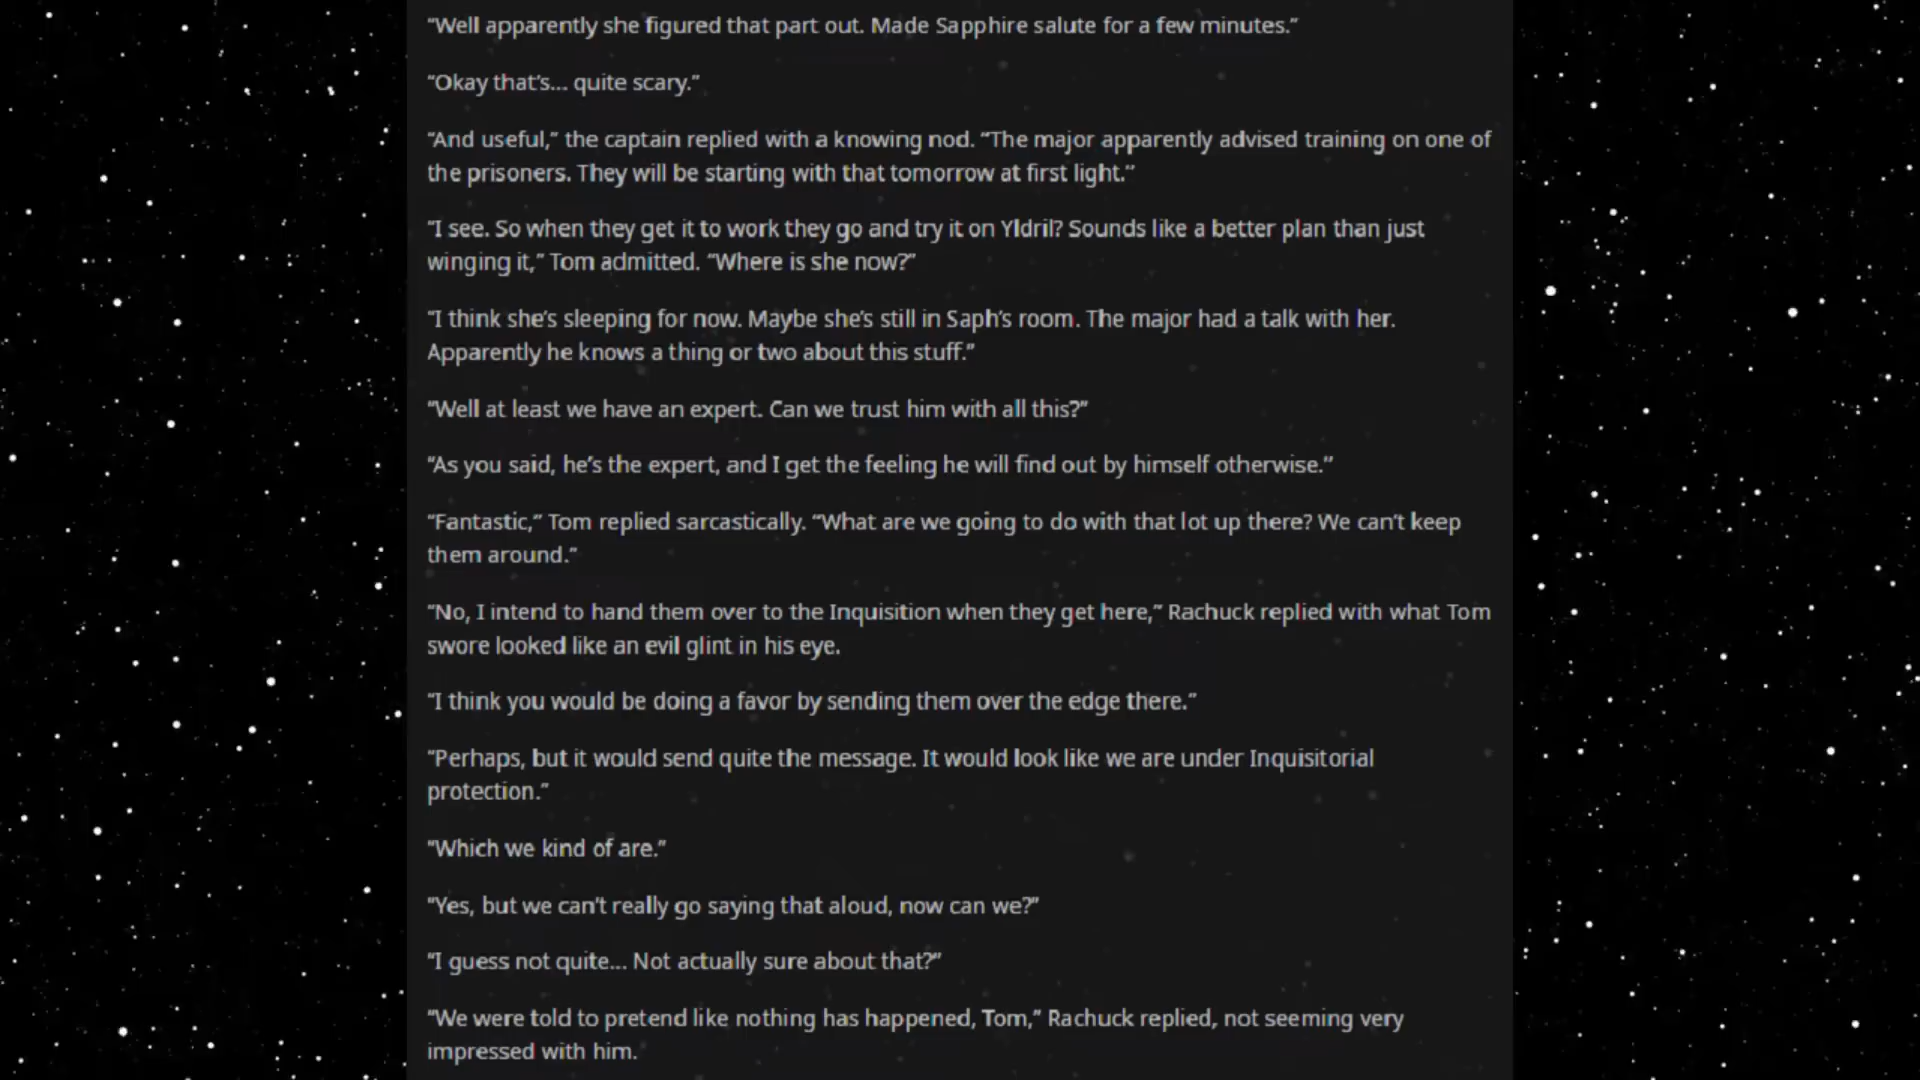 “Well apparently she figured that part out. Made Sapphire salute for a few minutes.”
“Okay that’s... quite scary.”
“And useful,” the captain replied with a knowing nod. “The major apparently advised training on one of
the prisoners. They will be starting with that tomorrow at first light.”
“I see. So when they get it to work they go and try it on Yldril? Sounds like a better plan than just
winging it,” Tom admitted. “Where is she now?”
“I think she’s sleeping for now. Maybe she’s still in Saph’s room. The major had a talk with her.
Apparently he knows a thing or two about this stuff.”
“Well at least we have an expert. Can we trust him with all this?”
“As you said, he’s the expert, and I get the feeling he will find out by himself otherwise.”
“Fantastic,” Tom replied sarcastically. “What are we going to do with that lot up there? We can’t keep
them around.”
“No, I intend to hand them over to the Inquisition when they get here,” Rachuck replied with what Tom
swore looked like an evil glint in his eye.
“I think you would be doing a favor by sending them over the edge there.”
“Perhaps, but it would send quite the message. It would look like we are under Inquisitorial
protection.”
“Which we kind of are.”
“Yes, but we can’t really go saying that aloud, now can we?”
“I guess not quite... Not actually sure about that?”
“We were told to pretend like nothing has happened, Tom,” Rachuck replied, not seeming very
impressed with him.